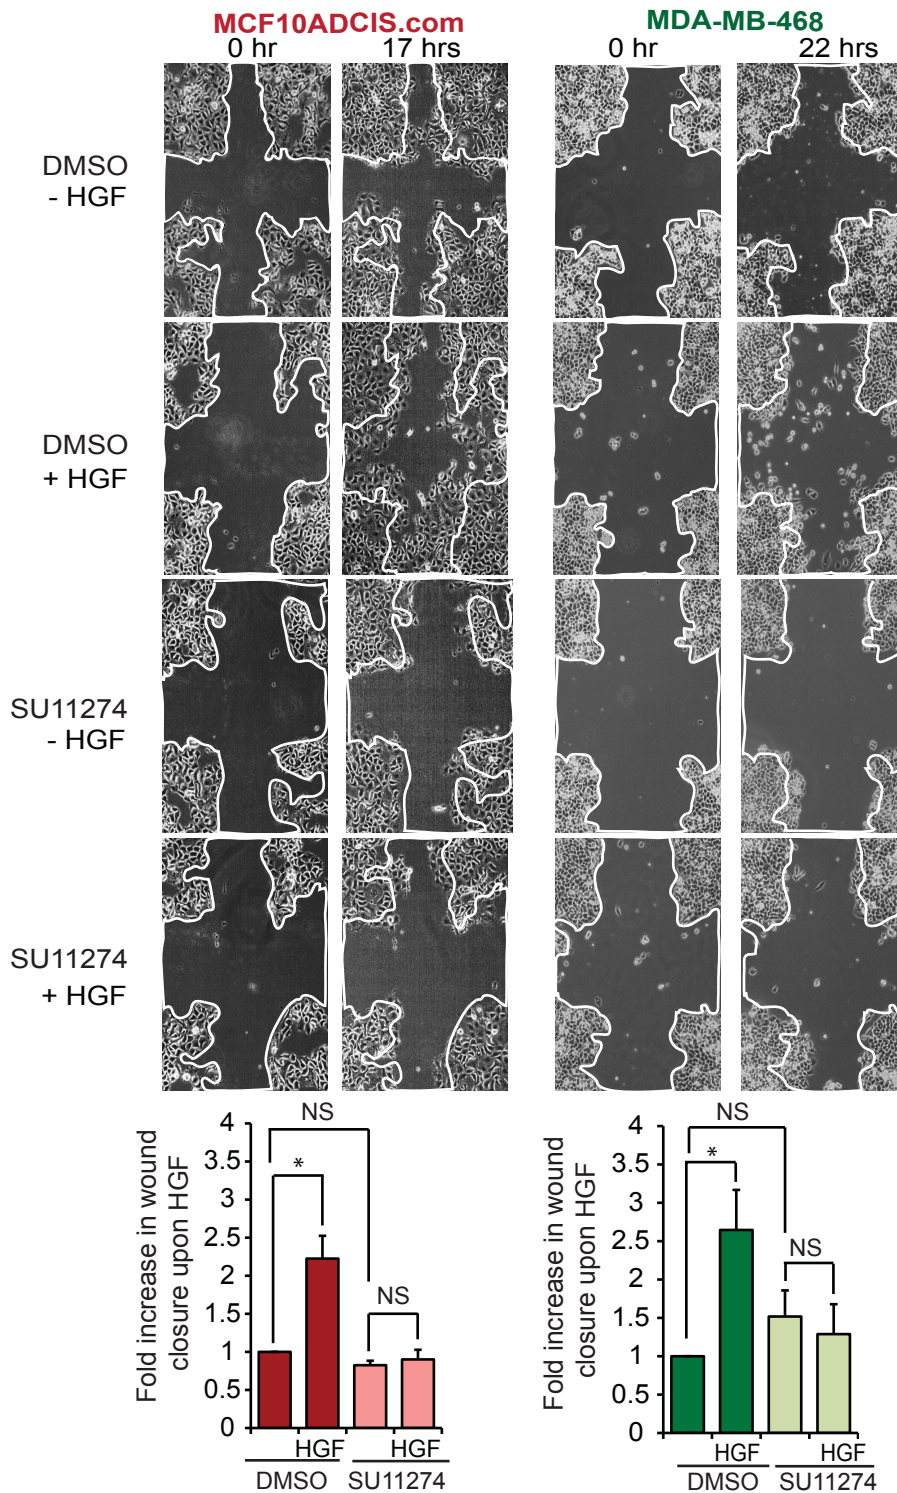 MCF10ADCIS.com
MDA-MB-468
0 hr
17 hrs
0 hr
22 hrs
DMSO
- HGF
DMSO
+ HGF
SU11274
- HGF
SU11274
+ HGF
Fold increase in wound
closure upon HGF
4
3.5
3
2.5
2
1.5
1
0.5
0
NS
*
NS
HGF
HGF
DMSO
SU11274
Fold increase in wound
closure upon HGF
4
3.5
3
2.5
2
1.5
1
0.5
0
NS
*
NS
HGF
HGF
DMSO
SU11274